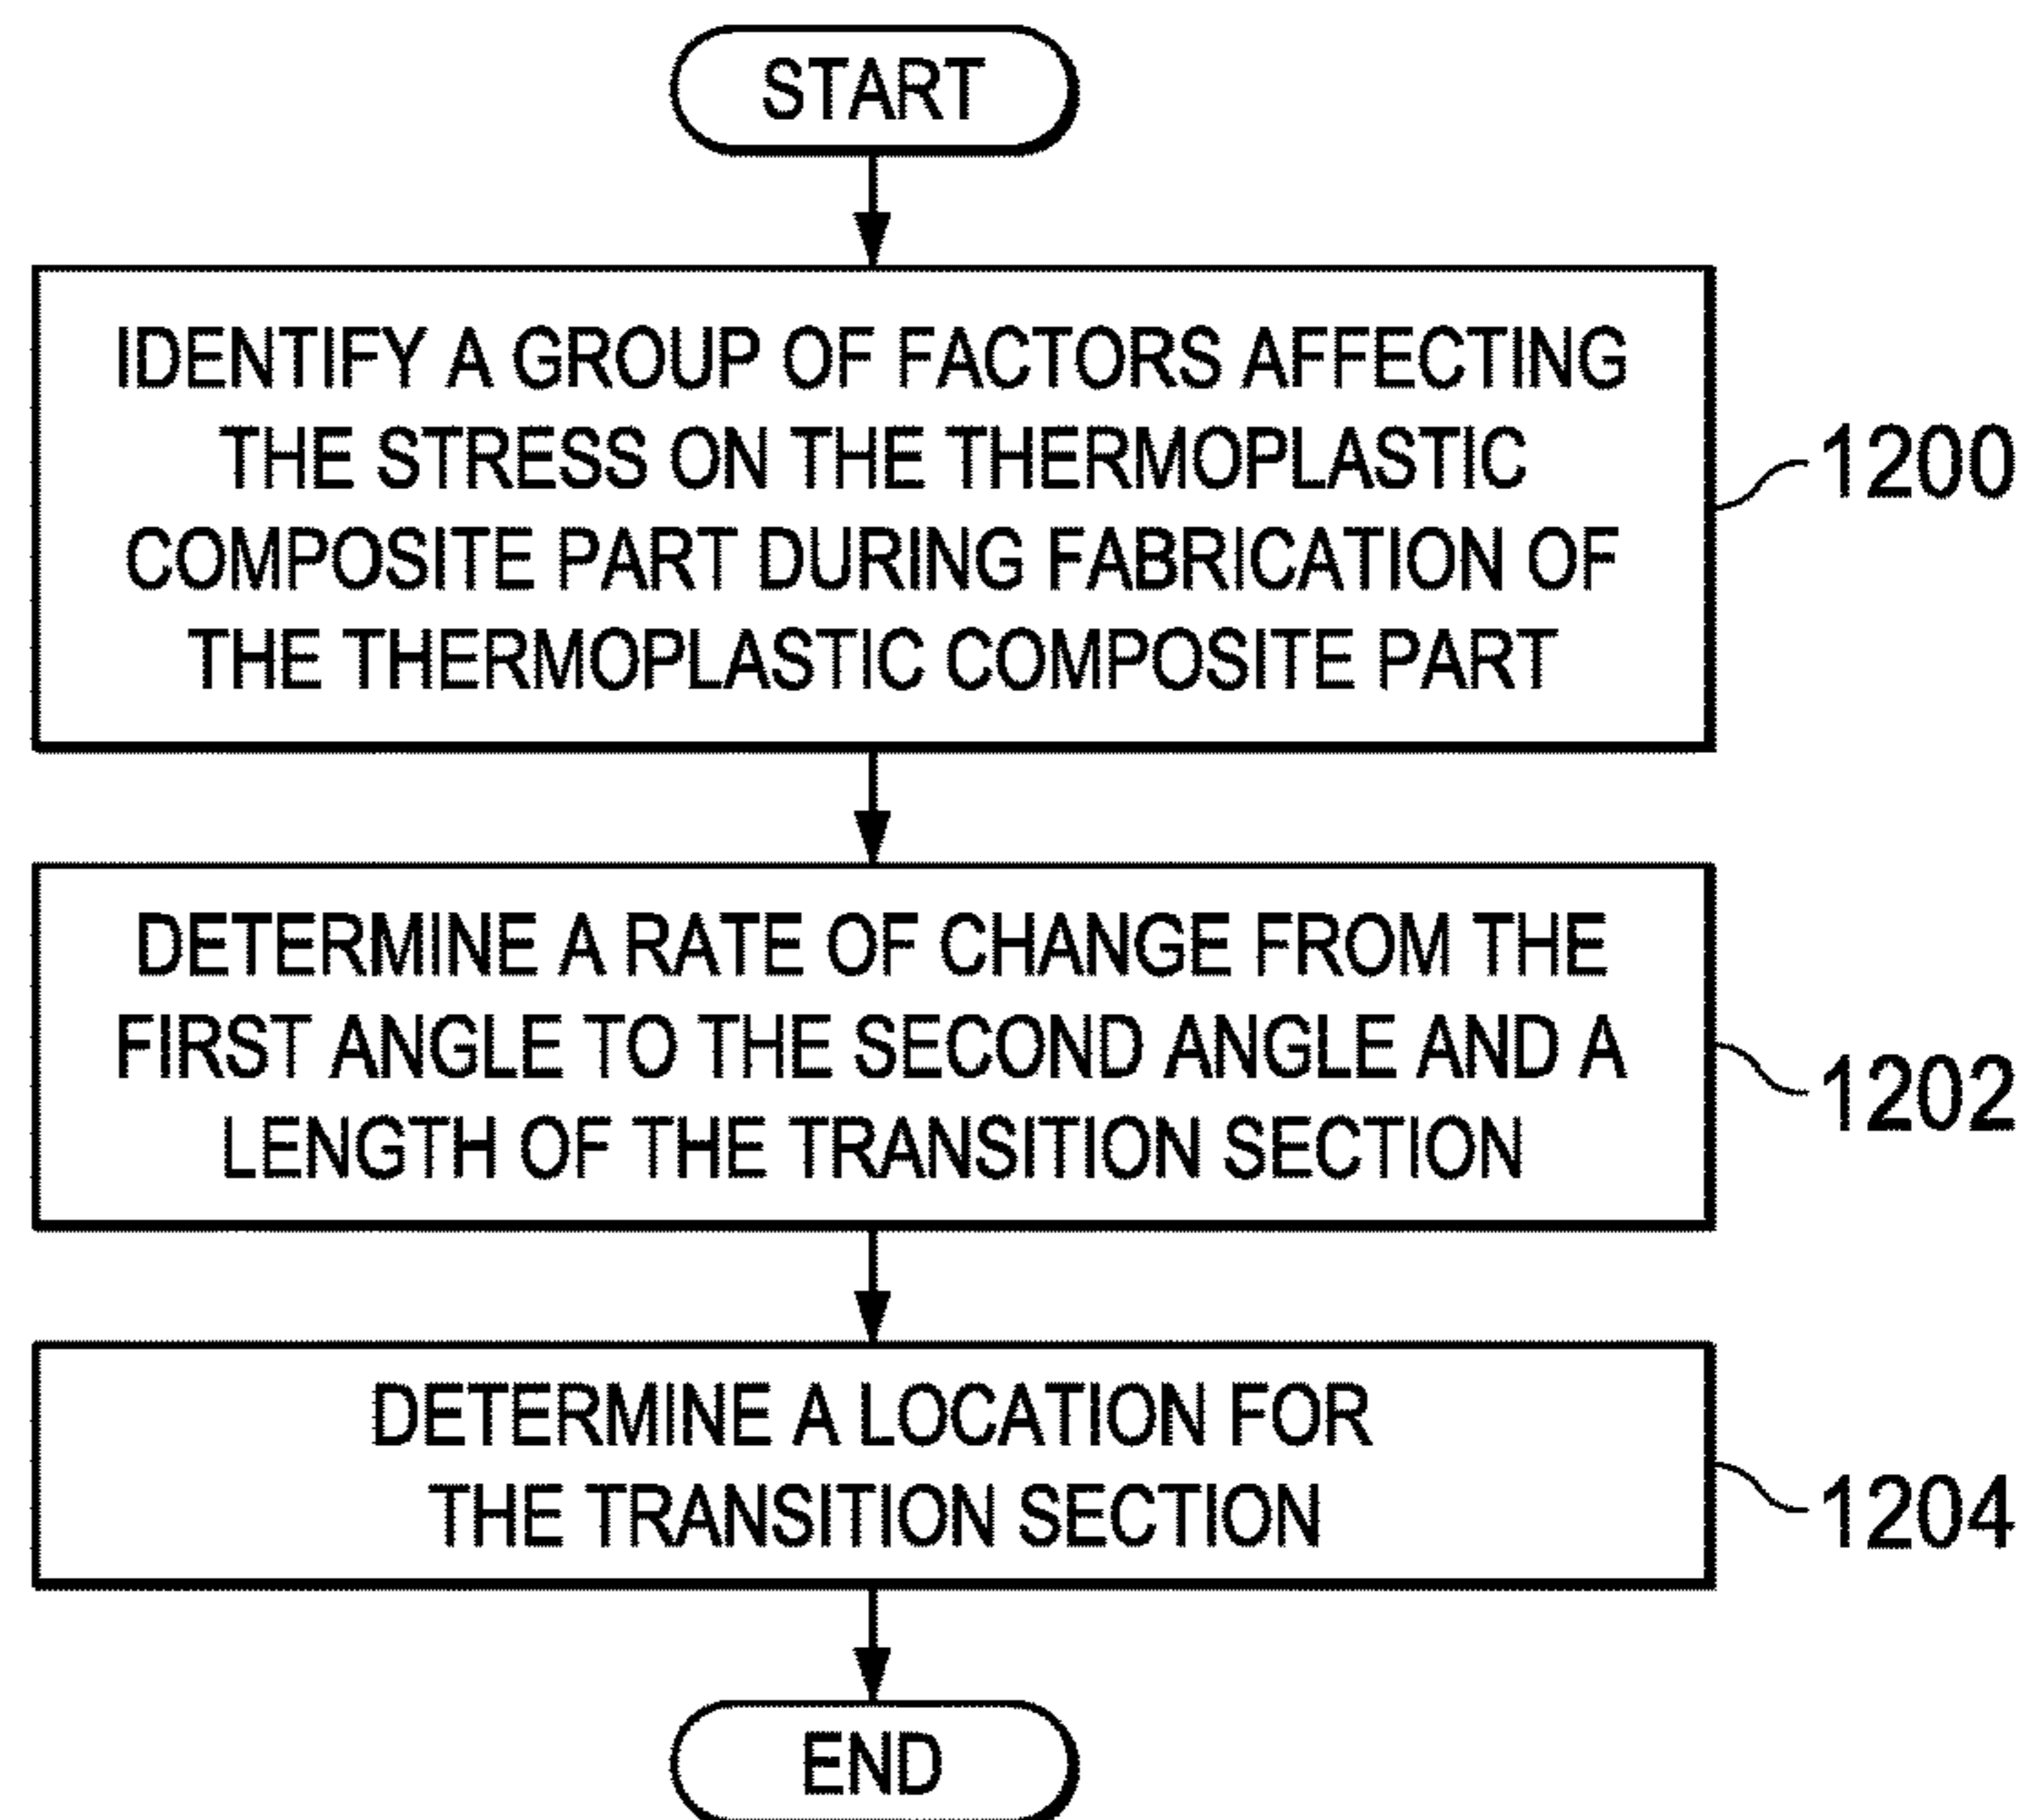 START
IDENTIFY A GROUP OF FACTORS AFFECTING
THE STRESS ON THE THERMOPLASTIC
COMPOSITE PART DURING FABRICATION OF
THE THERMOPLASTIC COMPOSITE PART
1200
DETERMINE A RATE OF CHANGE FROM THE
FIRST ANGLE TO THE SECOND ANGLE AND A
LENGTH OF THE TRANSITION SECTION
1202
DETERMINE A LOCATION FOR
THE TRANSITION SECTION
1204
END